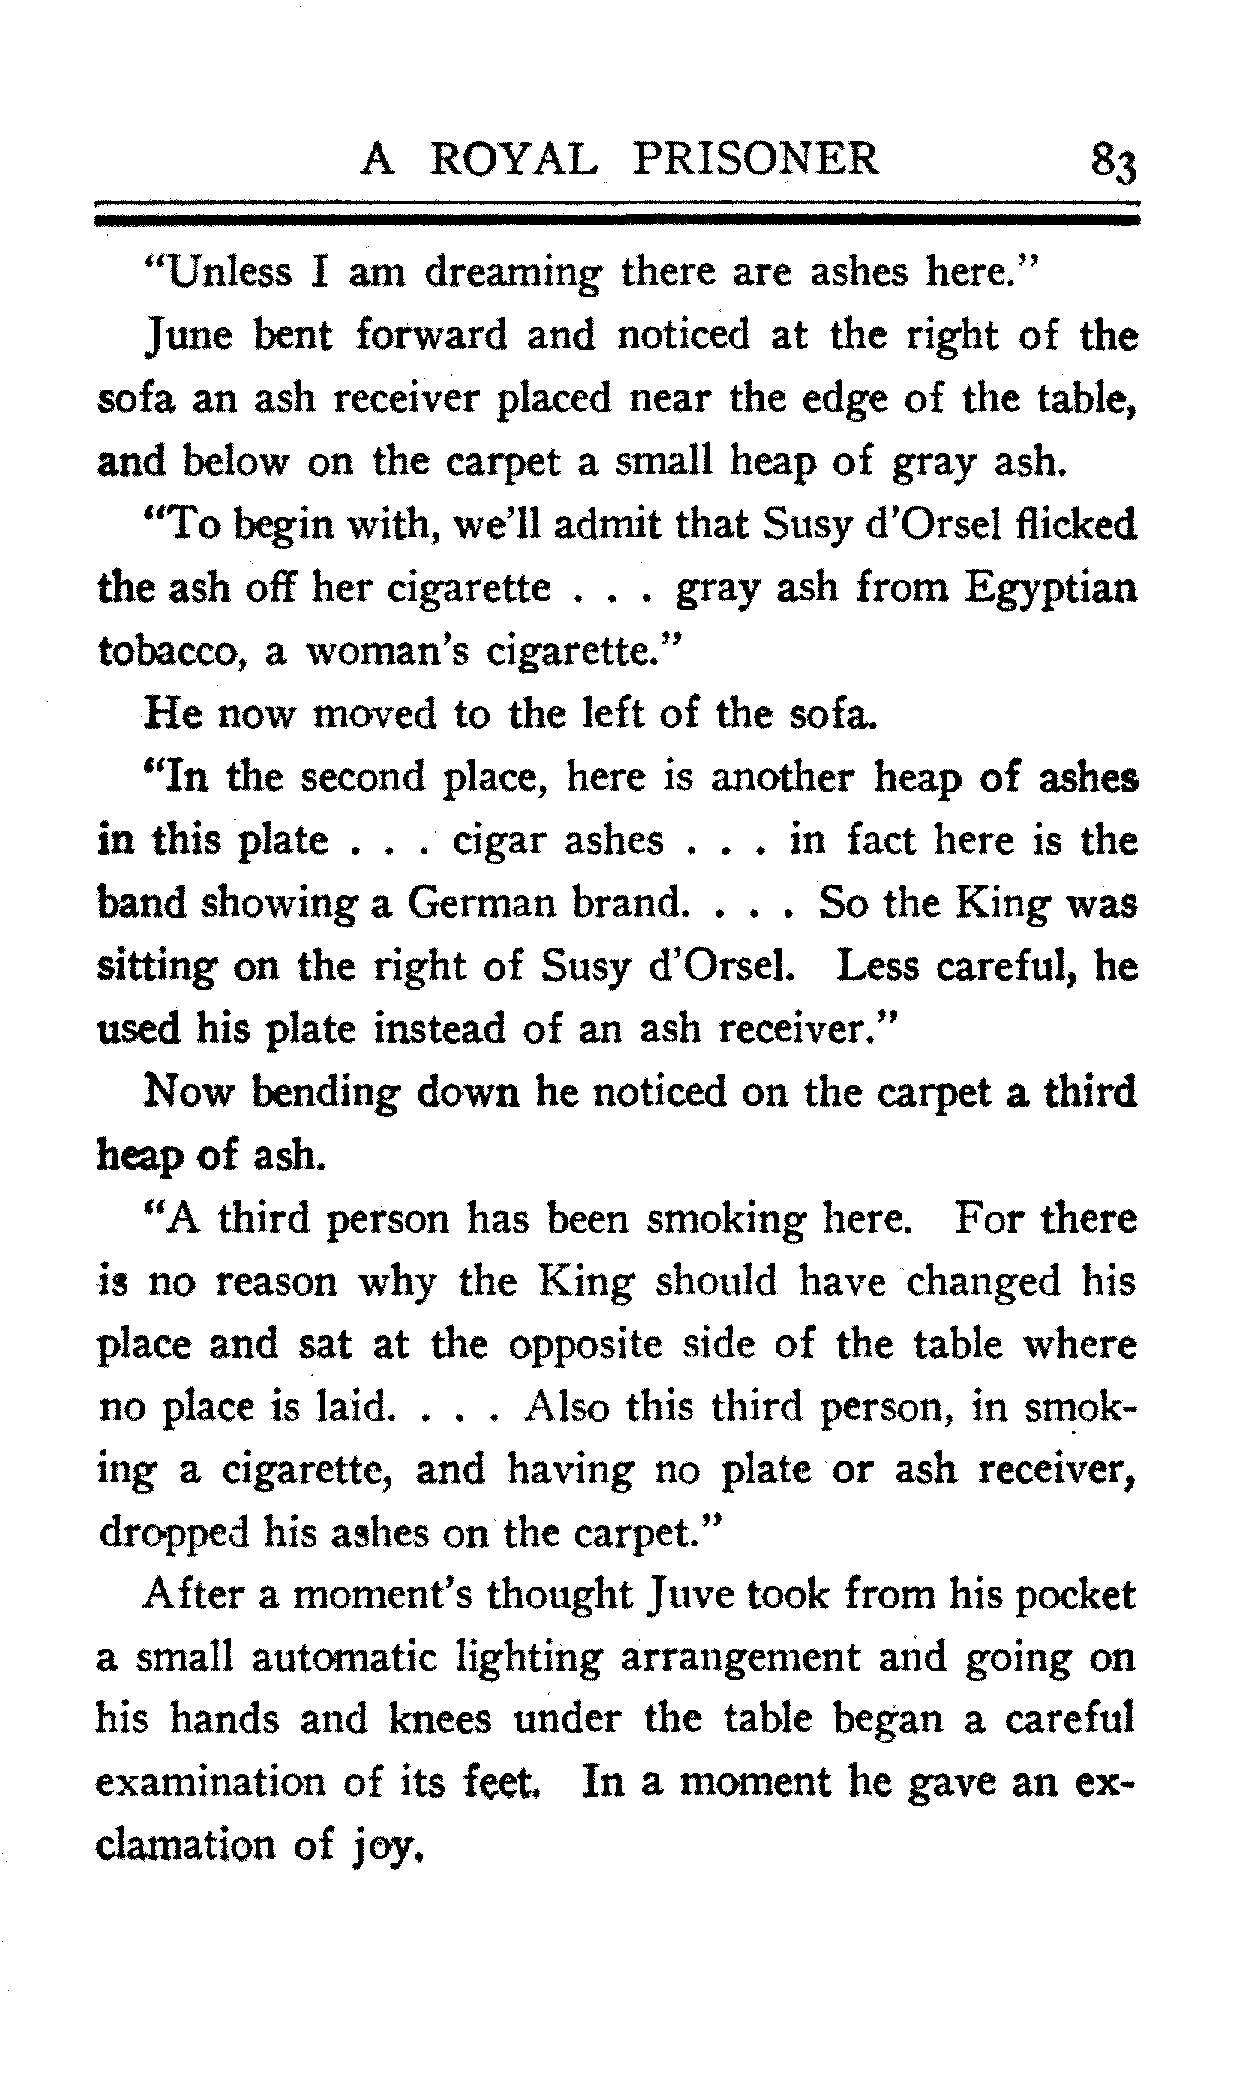 A ROYAL PRISONER 83
“Unless I am dreaming there are ashes here.”
June bent forward and noticed at the right of the
sofa an ash receiver placed near the edge of the table,
and below on the carpet a small heap of gray ash.
“To begin with, we’ll admit that Susy d’Orsel flicked
the ash off her cigarette . . . gray ash from Egyptian
tobacco, a woman’s cigarette.”
He now moved to the left of the sofa.
“In the second place, here is another heap of ashes
in this plate . . . cigar ashes . . . in fact here is the
band showing a German brand. . . . So the King was
sitting on the right of Susy d’Orsel. Less careful, he
used his plate instead of an ash receiver.”
Now bending down he noticed on the carpet a third
heap of ash.
“A third person has been smoking here. For there
is no reason why the King should have changed his
place and sat at the opposite side of the table where
no place is laid. . . . Also this third person, in smok-
ing a cigarette, and having no plate or ash receiver,
dropped his ashes on the carpet.”
After a moment’s thought Juve took from his pocket
a small automatic lighting arrangement and going on
his hands and knees under the table began a careful
examination of its feet. In a moment he gave an ex-
clamation of joy.